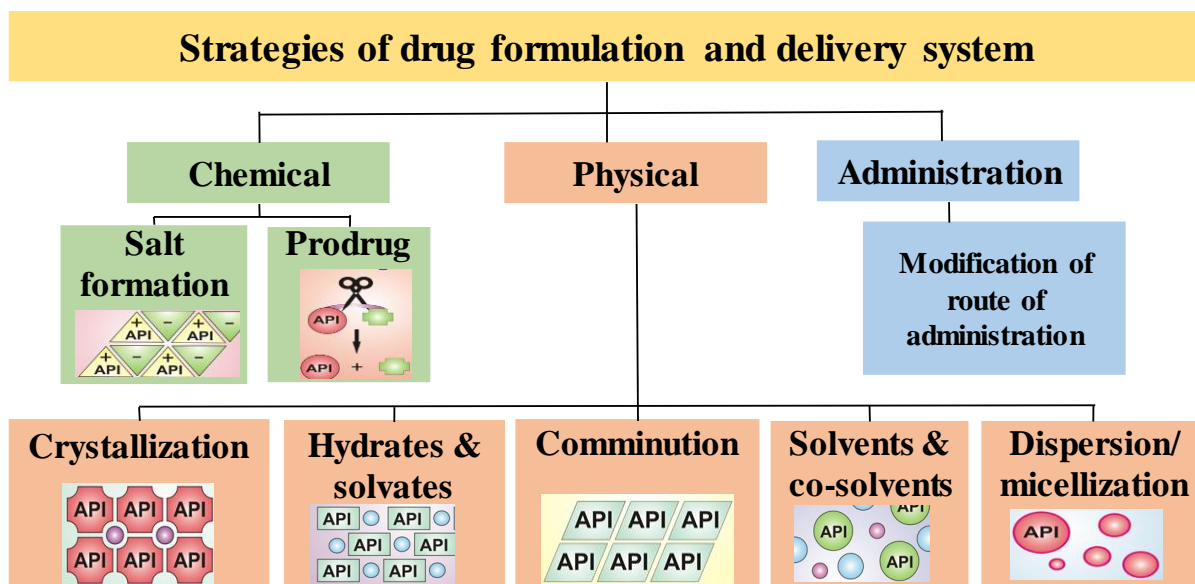 Strategies of drug formulation and delivery system
Chemical
Physical
Administration
Salt
formation
+ - + -
API API
+ - + -
API API
Prodrug
API
API +
Modification of
route of
administration
Crystallization
API API API
API API API
Hydrates &
solvates
API API
API API
API API
Comminution
API API API
API API API
Solvents &
co-solvents
API
API
API
Dispersion/
micellization
API